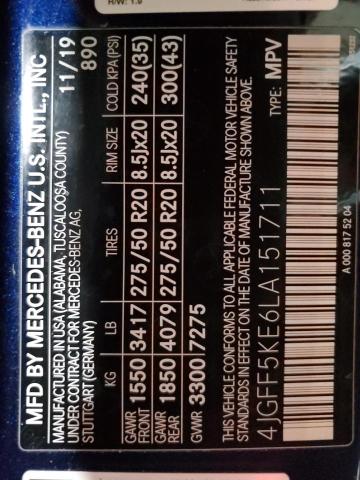 H/W: 1.9
MFD BY MERCEDES-BENZ U.S. INTL., INC
MANUFACTURED IN USA (ALABAMA, TUSCALOOSA COUNTY) 11/19
UNDER CONTRACT FOR MERCEDES-BENZ AG, 890
STUTTGART (GERMANY)
KG LB TIRES RIM SIZE COLD KPA(PSI)
GAWR FRONT 1550 3417 275/50 R20 8.5Jx20 240(35)
GAWR REAR 1850 4079 275/50 R20 8.5Jx20 300(43)
GVWR 3300 7275
THIS VEHICLE CONFORMS TO ALL APPLICABLE FEDERAL MOTOR VEHICLE SAFETY
STANDARDS IN EFFECT ON THE DATE OF MANUFACTURE SHOWN ABOVE.
4JGFF5KE6LA151711 TYPE: MPV
A 000 817 52 04